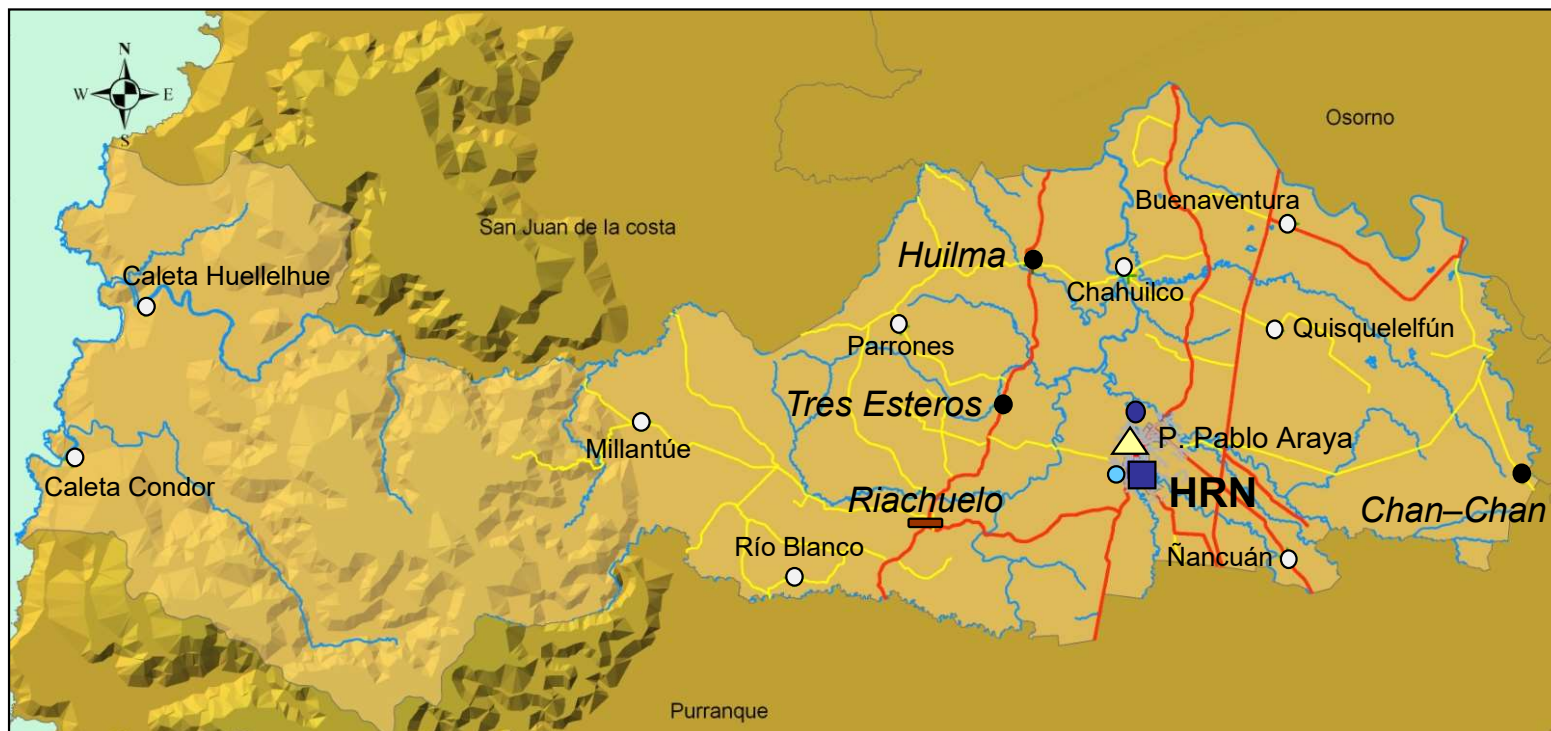 N
W E
S
Osorno
Buenaventura
San Juan de la costa
Huilma
Caleta Huellelhue
Chahuilco
Quisquelelfún
Parrones
Tres Esteros
Millantúe
P. Pablo Araya
Caleta Condor
HRN
Riachuelo
Chan–Chan
Río Blanco
Ñancuán
Purranque